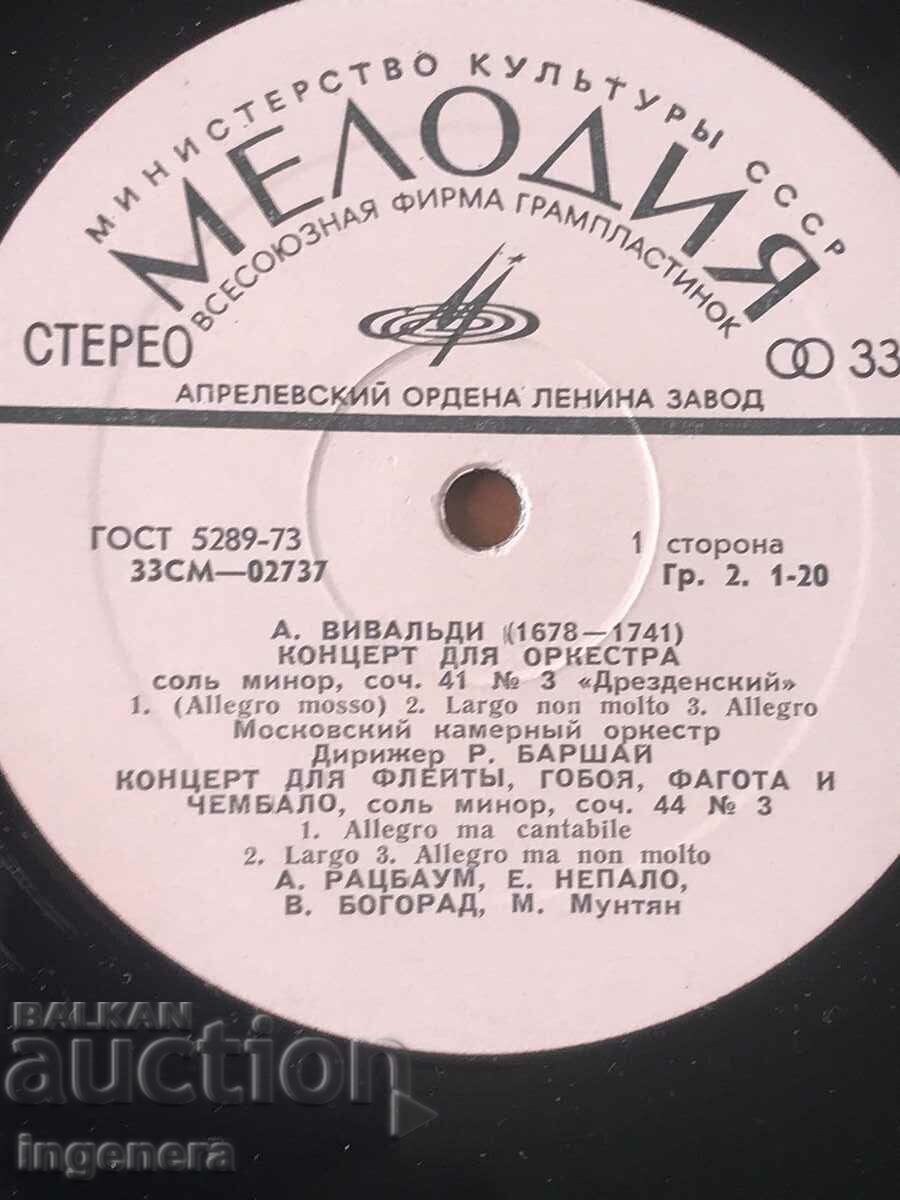 МИНИСТЕРСТВО КУЛЬТУРЫ СССР
МЕЛОДИЯ
ВСЕСОЮЗНАЯ ФИРМА ГРАМПЛАСТИНОК
СТЕРЕО 33
АПРЕЛЕВСКИЙ ОРДЕНА ЛЕНИНА ЗАВОД
ГОСТ 5289-73 1 сторона
33СМ—02737 Гр. 2. 1-20
А. ВИВАЛЬДИ (1678—1741)
КОНЦЕРТ ДЛЯ ОРКЕСТРА
соль минор, соч. 41 № 3 «Дрезденский»
1. (Allegro mosso) 2. Largo non molto 3. Allegro
Московский камерный оркестр
Дирижер Р. БАРШАЙ
КОНЦЕРТ ДЛЯ ФЛЕЙТЫ, ГОБОЯ, ФАГОТА И
ЧЕМБАЛО, соль минор, соч. 44 № 3
1. Allegro ma cantabile
2. Largo 3. Allegro ma non molto
А. РАЦБАУМ, Е. НЕПАЛО,
В. БОГОРАД, М. Мунтян
BALKAN
auction
ingenera